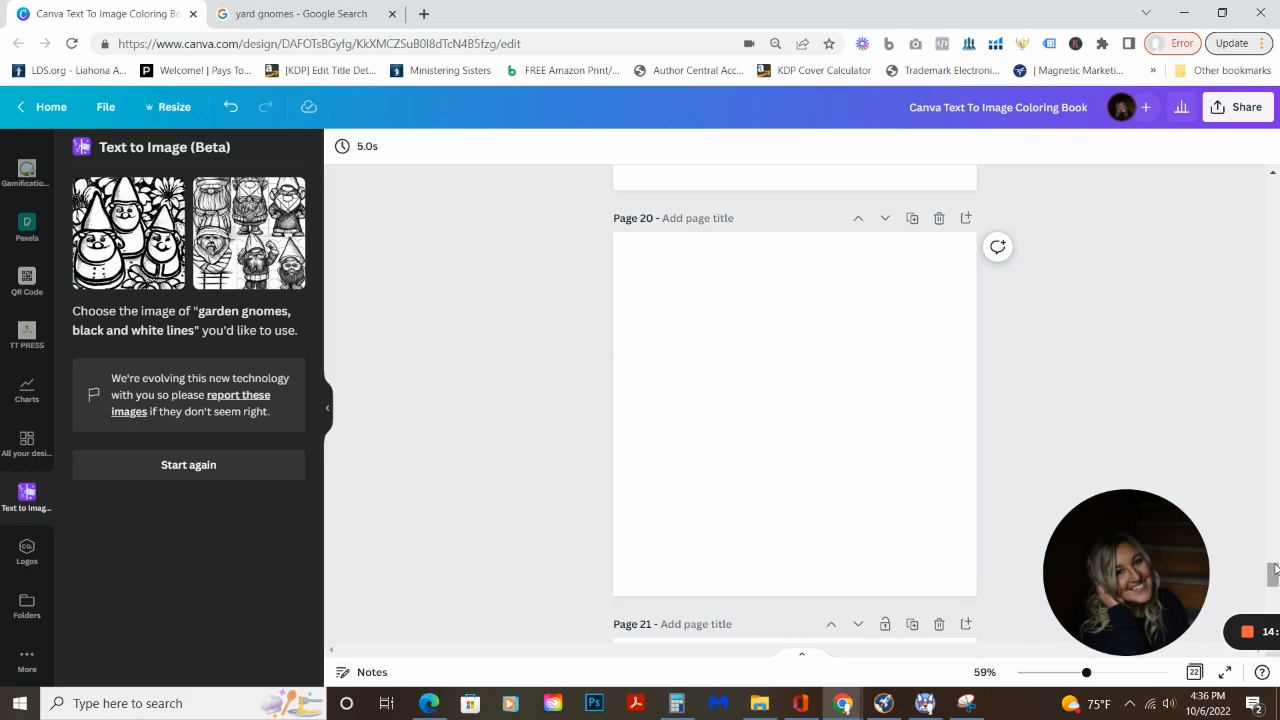 Canva Text To Image Coloring Bo
yard gnomes - Google Search
https://www.canva.com/design/DAFOTsBGyfg/KkXMCZSuB0I8dTcN4B5fzg/edit
Error
Update
LDS.org - Liahona A...
Welcome! | Pays To...
[KDP] Edit Title Det...
Ministering Sisters
FREE Amazon Print/...
Author Central Acc...
KDP Cover Calculator
Trademark Electroni...
| Magnetic Marketi...
Other bookmarks
Home
File
Resize
Canva Text To Image Coloring Book
Share
Text to Image (Beta)
5.0s
Gamificatio...
Pexels
QR Code
TT PRESS
Charts
All your desi...
Text to Imag...
Logos
Folders
More
Choose the image of "garden gnomes,
black and white lines" you'd like to use.
We're evolving this new technology
with you so please report these
images if they don't seem right.
Start again
Page 20 - Add page title
Page 21 - Add page title
14:
Notes
59%
22
Type here to search
75°F
4:36 PM
10/6/2022
2